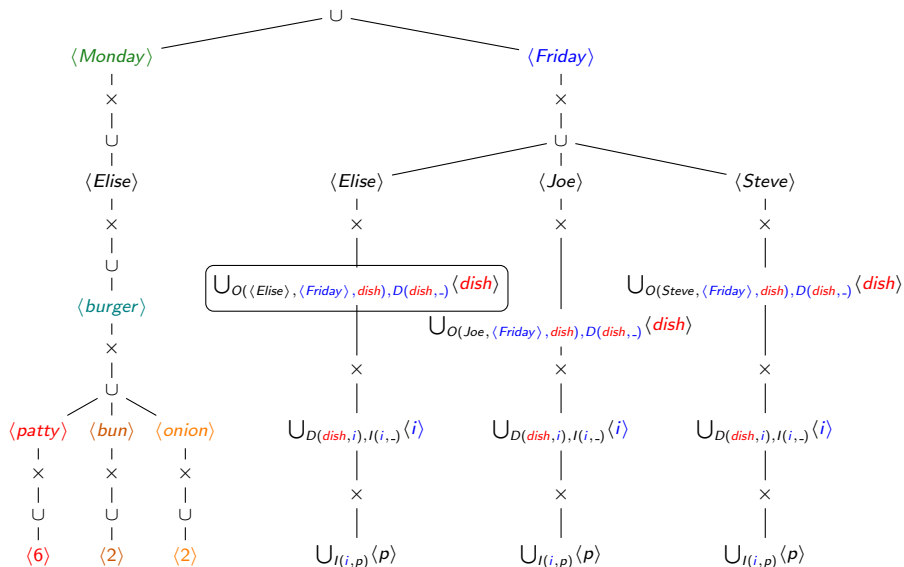 ∪
⟨Monday⟩ ⟨Friday⟩
× ×
∪ ∪
⟨Elise⟩ ⟨Elise⟩ ⟨Joe⟩ ⟨Steve⟩
× × × ×
∪
⋃O(⟨Elise⟩,⟨Friday⟩,dish),D(dish,_)⟨dish⟩ ⋃O(Steve,⟨Friday⟩,dish),D(dish,_)⟨dish⟩
⟨burger⟩
⋃O(Joe,⟨Friday⟩,dish),D(dish,_)⟨dish⟩
×
× × ×
∪
⟨patty⟩ ⟨bun⟩ ⟨onion⟩ ⋃D(dish,i),I(i,_)⟨i⟩ ⋃D(dish,i),I(i,_)⟨i⟩ ⋃D(dish,i),I(i,_)⟨i⟩
× × ×
× × ×
∪ ∪ ∪
⟨6⟩ ⟨2⟩ ⟨2⟩ ⋃I(i,p)⟨p⟩ ⋃I(i,p)⟨p⟩ ⋃I(i,p)⟨p⟩